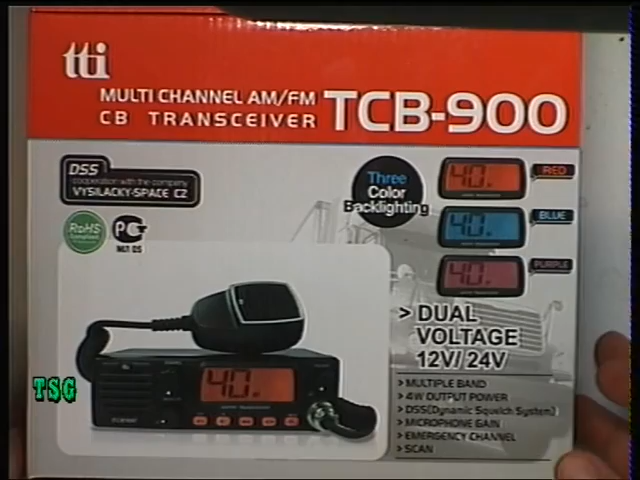 tti
MULTI CHANNEL AM/FM
CB TRANSCEIVER
TCB-900
DSS
cooperation with the company
VYSILACKY-SPACE CZ
Three
Color
Backlighting
40.
RED
40.
BLUE
40.
PURPLE
RoHS
Compliant
> DUAL
VOLTAGE
12V/ 24V
40.
TSG
> MULTIPLE BAND
> 4W OUTPUT POWER
> DSS(Dynamic Squelch System)
> MICROPHONE GAIN
> EMERGENCY CHANNEL
> SCAN